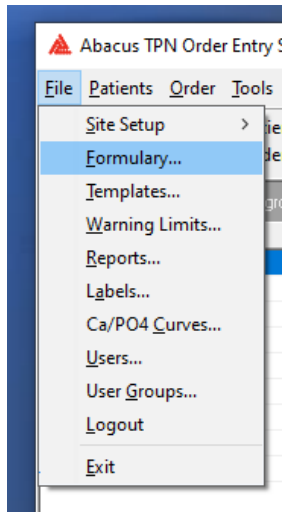 Abacus TPN Order Entry
File Patients Order Tools
Site Setup >
Formulary...
Templates...
Warning Limits...
Reports...
Labels...
Ca/PO4 Curves...
Users...
User Groups...
Logout
Exit